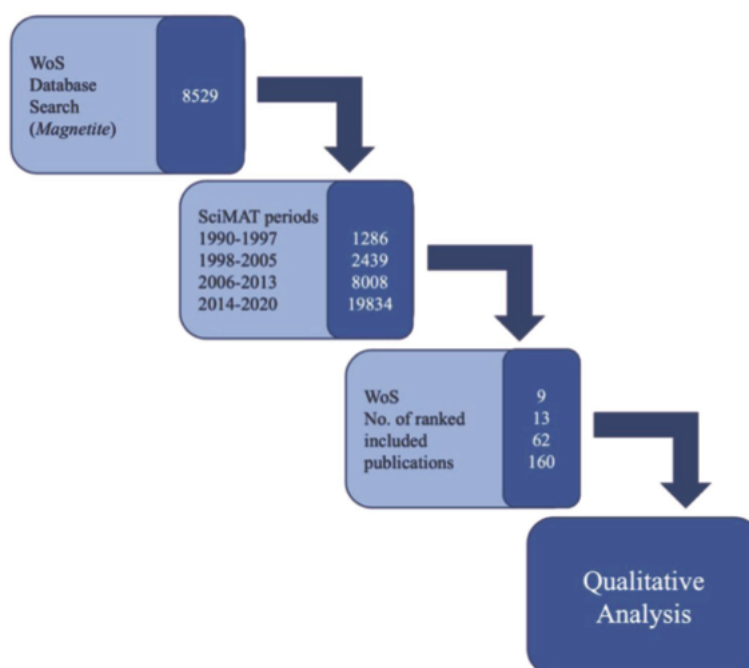 WoS
Database
Search
(Magnetite)
8529
SciMAT periods
1990-1997 1286
1998-2005 2439
2006-2013 8008
2014-2020 19834
WoS 9
No. of ranked 13
included 62
publications 160
Qualitative
Analysis